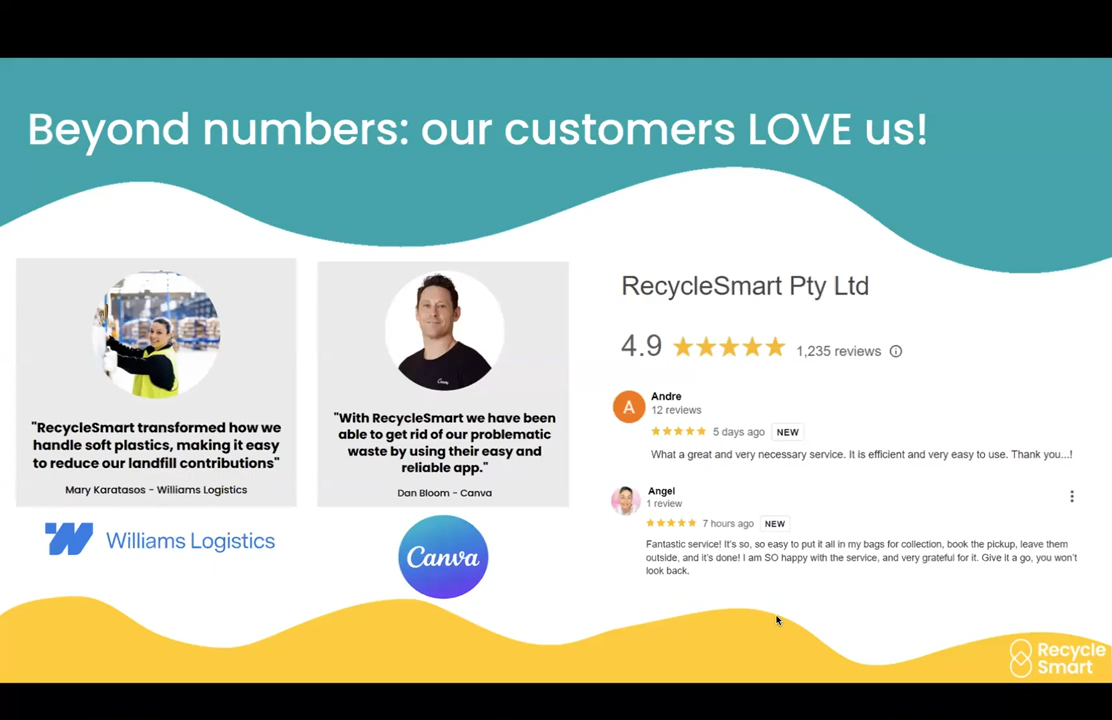 Beyond numbers: our customers LOVE us!
"RecycleSmart transformed how we
handle soft plastics, making it easy
to reduce our landfill contributions"
Mary Karatasos - Williams Logistics
Williams Logistics
"With RecycleSmart we have been
able to get rid of our problematic
waste by using their easy and
reliable app."
Dan Bloom - Canva
Canva
RecycleSmart Pty Ltd
4.9 1,235 reviews
A
Andre
12 reviews
5 days ago NEW
What a great and very necessary service. It is efficient and very easy to use. Thank you...!
Angel
1 review
7 hours ago NEW
Fantastic service! It's so, so easy to put it all in my bags for collection, book the pickup, leave them
outside, and it's done! I am SO happy with the service, and very grateful for it. Give it a go, you won't
look back.
Recycle
Smart